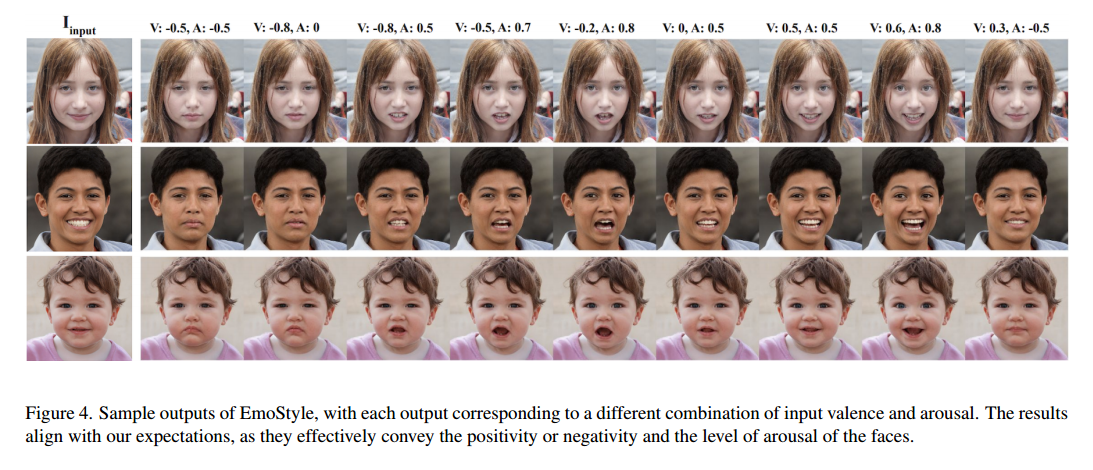 I_input
V: -0.5, A: -0.5 V: -0.8, A: 0 V: -0.8, A: 0.5 V: -0.5, A: 0.7 V: -0.2, A: 0.8 V: 0, A: 0.5 V: 0.5, A: 0.5 V: 0.6, A: 0.8 V: 0.3, A: -0.5
Figure 4. Sample outputs of EmoStyle, with each output corresponding to a different combination of input valence and arousal. The results
align with our expectations, as they effectively convey the positivity or negativity and the level of arousal of the faces.